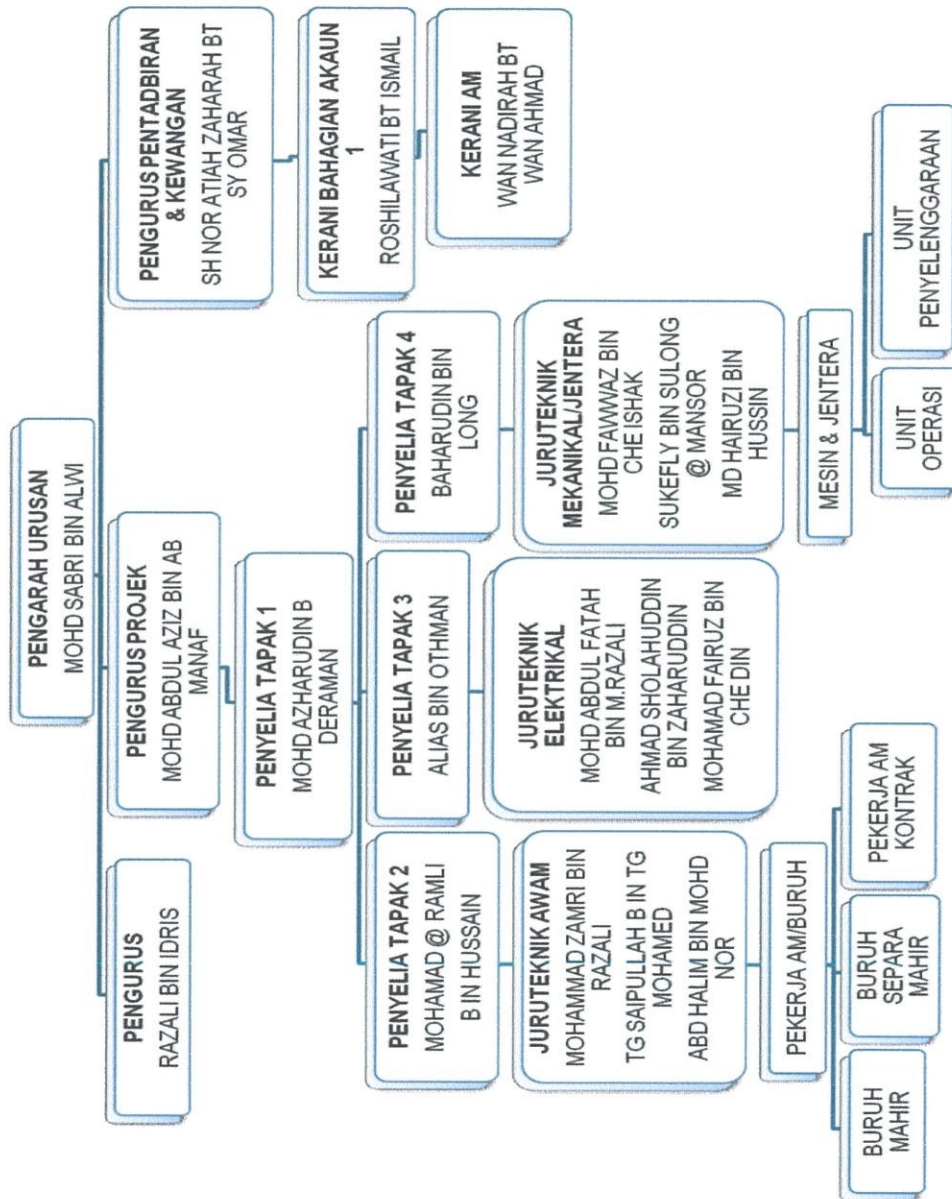 PENGARAH URUSAN
MOHD SABRI BIN ALWI
PENGURUS
RAZALI BIN IDRIS
PENGURUS PROJEK
MOHD ABDUL AZIZ BIN AB
MANAF
PENGURUS PENTADBIRAN
& KEWANGAN
SH NOR ATIAH ZAHARAH BT
SY OMAR
PENYELIA TAPAK 1
MOHD AZHARUDIN B
DERAMAN
KERANI BAHAGIAN AKAUN
1
ROSHILAWATI BT ISMAIL
PENYELIA TAPAK 2
MOHAMAD @ RAMLI
B IN HUSSAIN
PENYELIA TAPAK 3
ALIAS BIN OTHMAN
PENYELIA TAPAK 4
BAHARUDIN BIN
LONG
KERANI AM
WAN NADIRAH BT
WAN AHMAD
JURUTEKNIK AWAM
MOHAMMAD ZAMRI BIN
RAZALI
TG SAIPULLAH B IN TG
MOHAMED
ABD HALIM BIN MOHD
NOR
JURUTEKNIK
ELEKTRIKAL
MOHD ABDUL FATAH
BIN M.RAZALI
AHMAD SHOLAHUDDIN
BIN ZAHARUDDIN
MOHAMAD FAIRUZ BIN
CHE DIN
JURUTEKNIK
MEKANIKAL/JENTERA
MOHD FAWWAZ BIN
CHE ISHAK
SUKEFLY BIN SULONG
@ MANSOR
MD HAIRUZI BIN
HUSSIN
PEKERJA AM/BURUH
MESIN & JENTERA
BURUH
MAHIR
BURUH
SEPARA
MAHIR
PEKERJA AM
KONTRAK
UNIT
OPERASI
UNIT
PENYELENGGARAAN